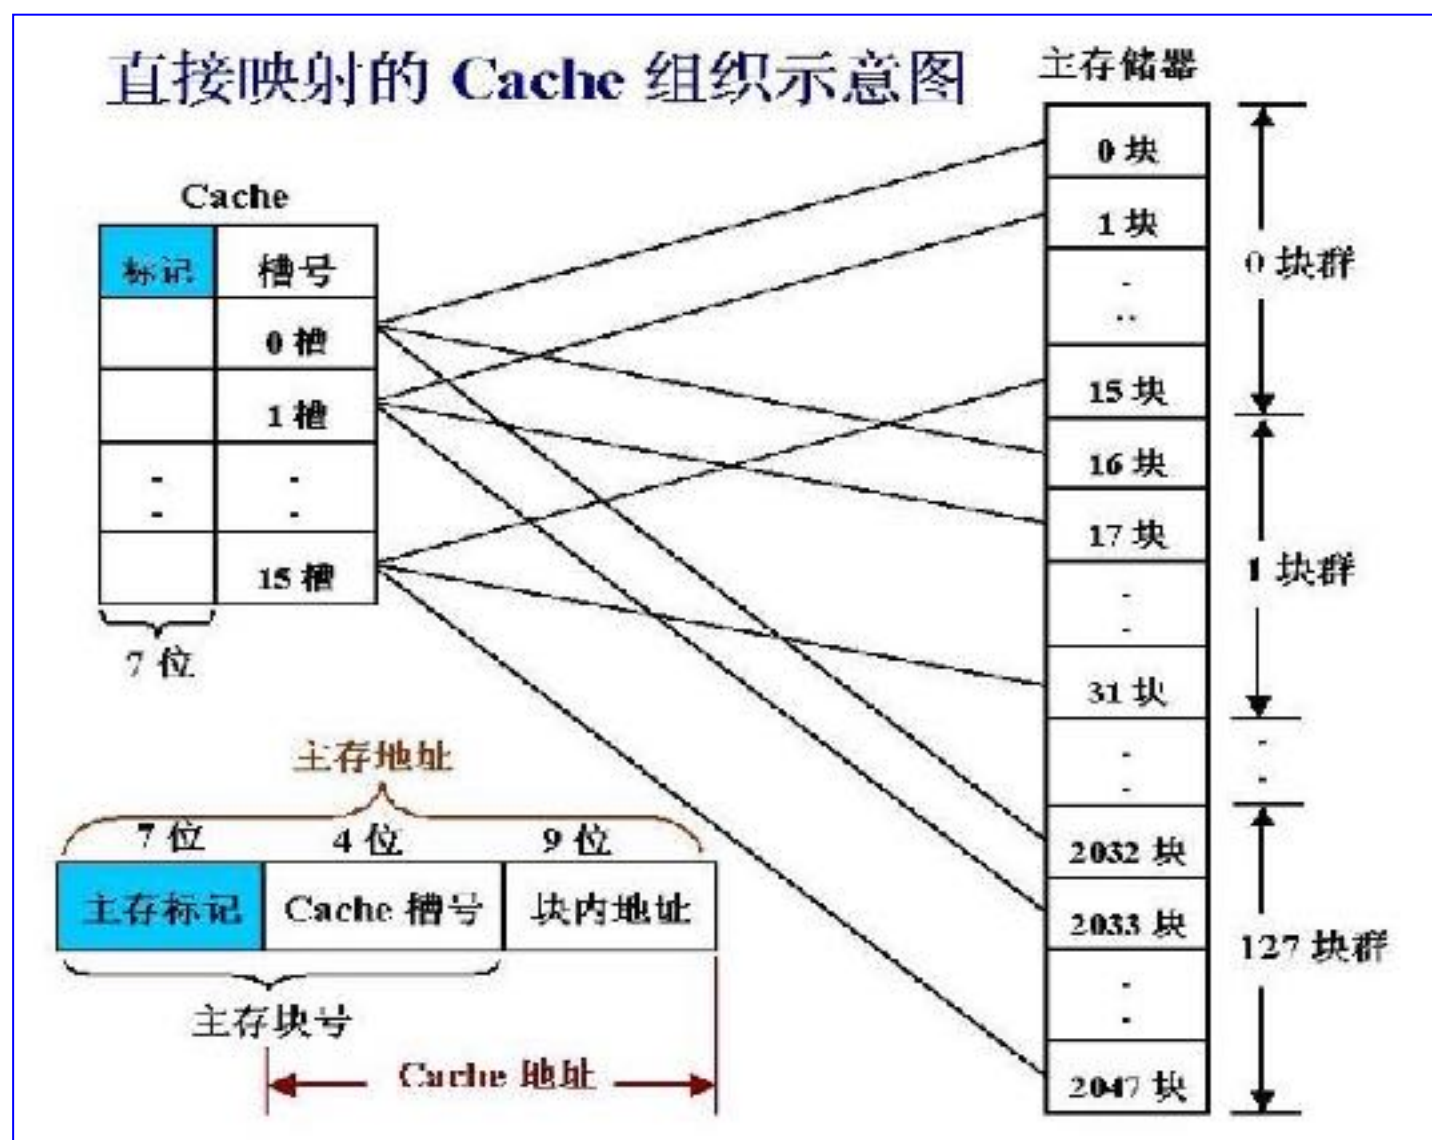 直接映射的 Cache 组织示意图
主存储器
Cache
标记 槽号
0 槽
1 槽
15 槽
7 位
0 块
1 块
15 块
16 块
17 块
31 块
2032 块
2033 块
2047 块
0 块群
1 块群
127 块群
主存地址
7 位 4 位 9 位
主存标记 Cache 槽号 块内地址
主存块号
Cache 地址